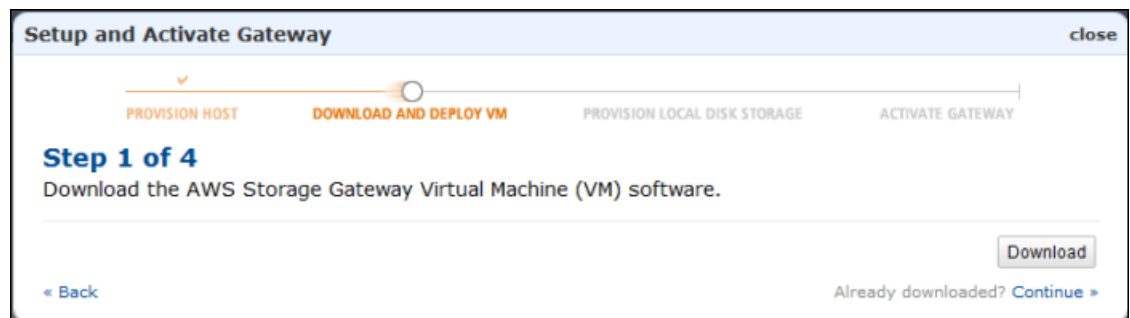 Setup and Activate Gateway close
PROVISION HOST DOWNLOAD AND DEPLOY VM PROVISION LOCAL DISK STORAGE ACTIVATE GATEWAY
Step 1 of 4
Download the AWS Storage Gateway Virtual Machine (VM) software.
Download
« Back Already downloaded? Continue »